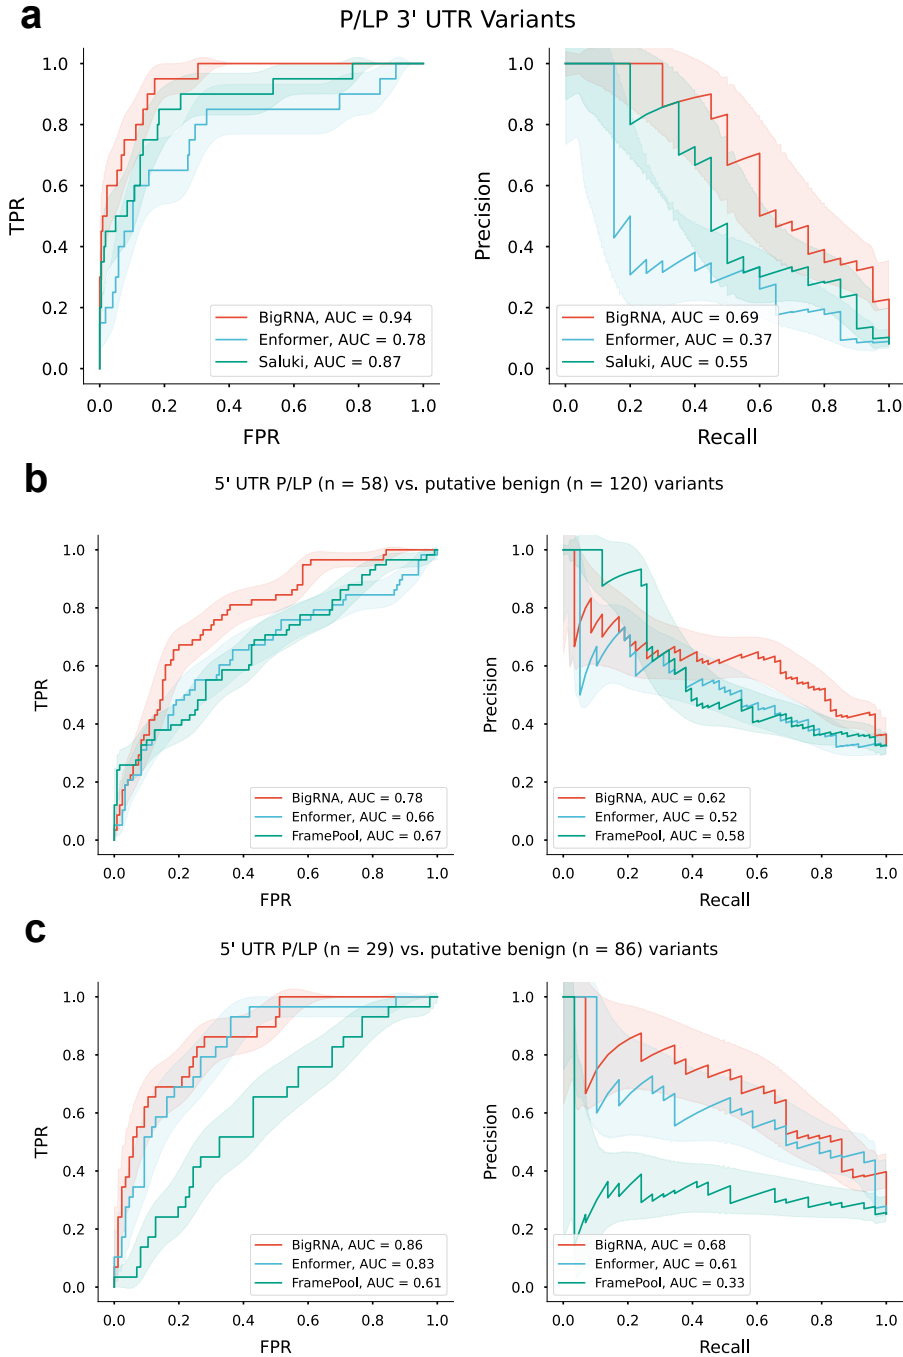 a
P/LP 3' UTR Variants
TPR
1.0
0.8
0.6
0.4
0.2
0.0
BigRNA, AUC = 0.94
Enformer, AUC = 0.78
Saluki, AUC = 0.87
0.0 0.2 0.4 0.6 0.8 1.0
FPR
Precision
1.0
0.8
0.6
0.4
0.2
0.0
BigRNA, AUC = 0.69
Enformer, AUC = 0.37
Saluki, AUC = 0.55
0.0 0.2 0.4 0.6 0.8 1.0
Recall
b
5' UTR P/LP (n = 58) vs. putative benign (n = 120) variants
TPR
1.0
0.8
0.6
0.4
0.2
0.0
BigRNA, AUC = 0.78
Enformer, AUC = 0.66
FramePool, AUC = 0.67
0.0 0.2 0.4 0.6 0.8 1.0
FPR
Precision
1.0
0.8
0.6
0.4
0.2
0.0
BigRNA, AUC = 0.62
Enformer, AUC = 0.52
FramePool, AUC = 0.58
0.0 0.2 0.4 0.6 0.8 1.0
Recall
c
5' UTR P/LP (n = 29) vs. putative benign (n = 86) variants
TPR
1.0
0.8
0.6
0.4
0.2
0.0
BigRNA, AUC = 0.86
Enformer, AUC = 0.83
FramePool, AUC = 0.61
0.0 0.2 0.4 0.6 0.8 1.0
FPR
Precision
1.0
0.8
0.6
0.4
0.2
0.0
BigRNA, AUC = 0.68
Enformer, AUC = 0.61
FramePool, AUC = 0.33
0.0 0.2 0.4 0.6 0.8 1.0
Recall